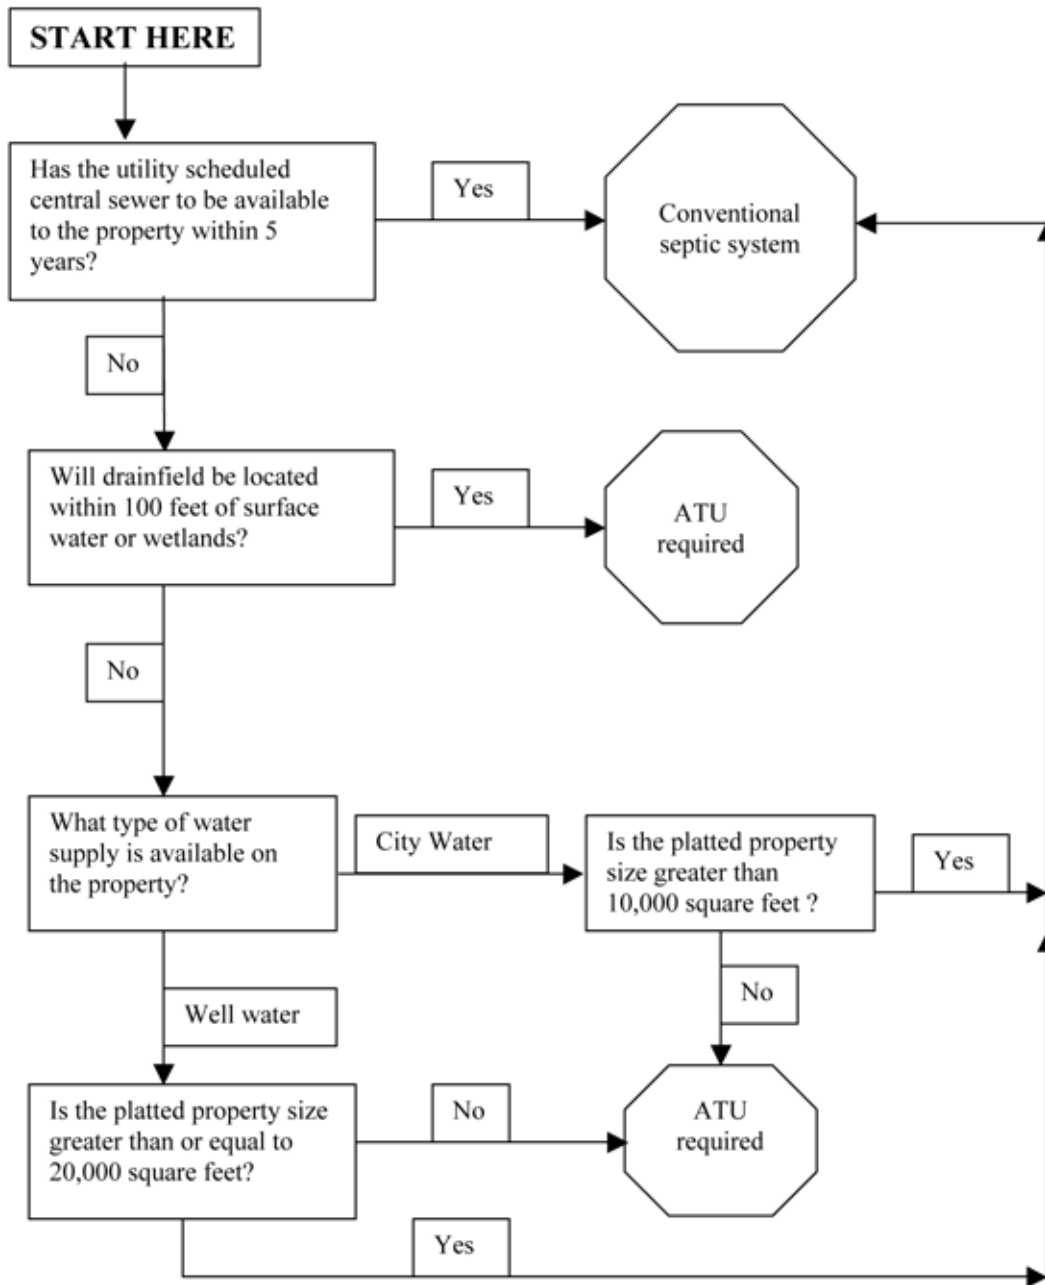 START HERE
Has the utility scheduled
central sewer to be available
to the property within 5
years?
Yes
Conventional
septic system
No
Will drainfield be located
within 100 feet of surface
water or wetlands?
Yes
ATU
required
No
What type of water
supply is available on
the property?
City Water
Is the platted property
size greater than
10,000 square feet ?
Yes
No
Well water
Is the platted property size
greater than or equal to
20,000 square feet?
No
ATU
required
Yes